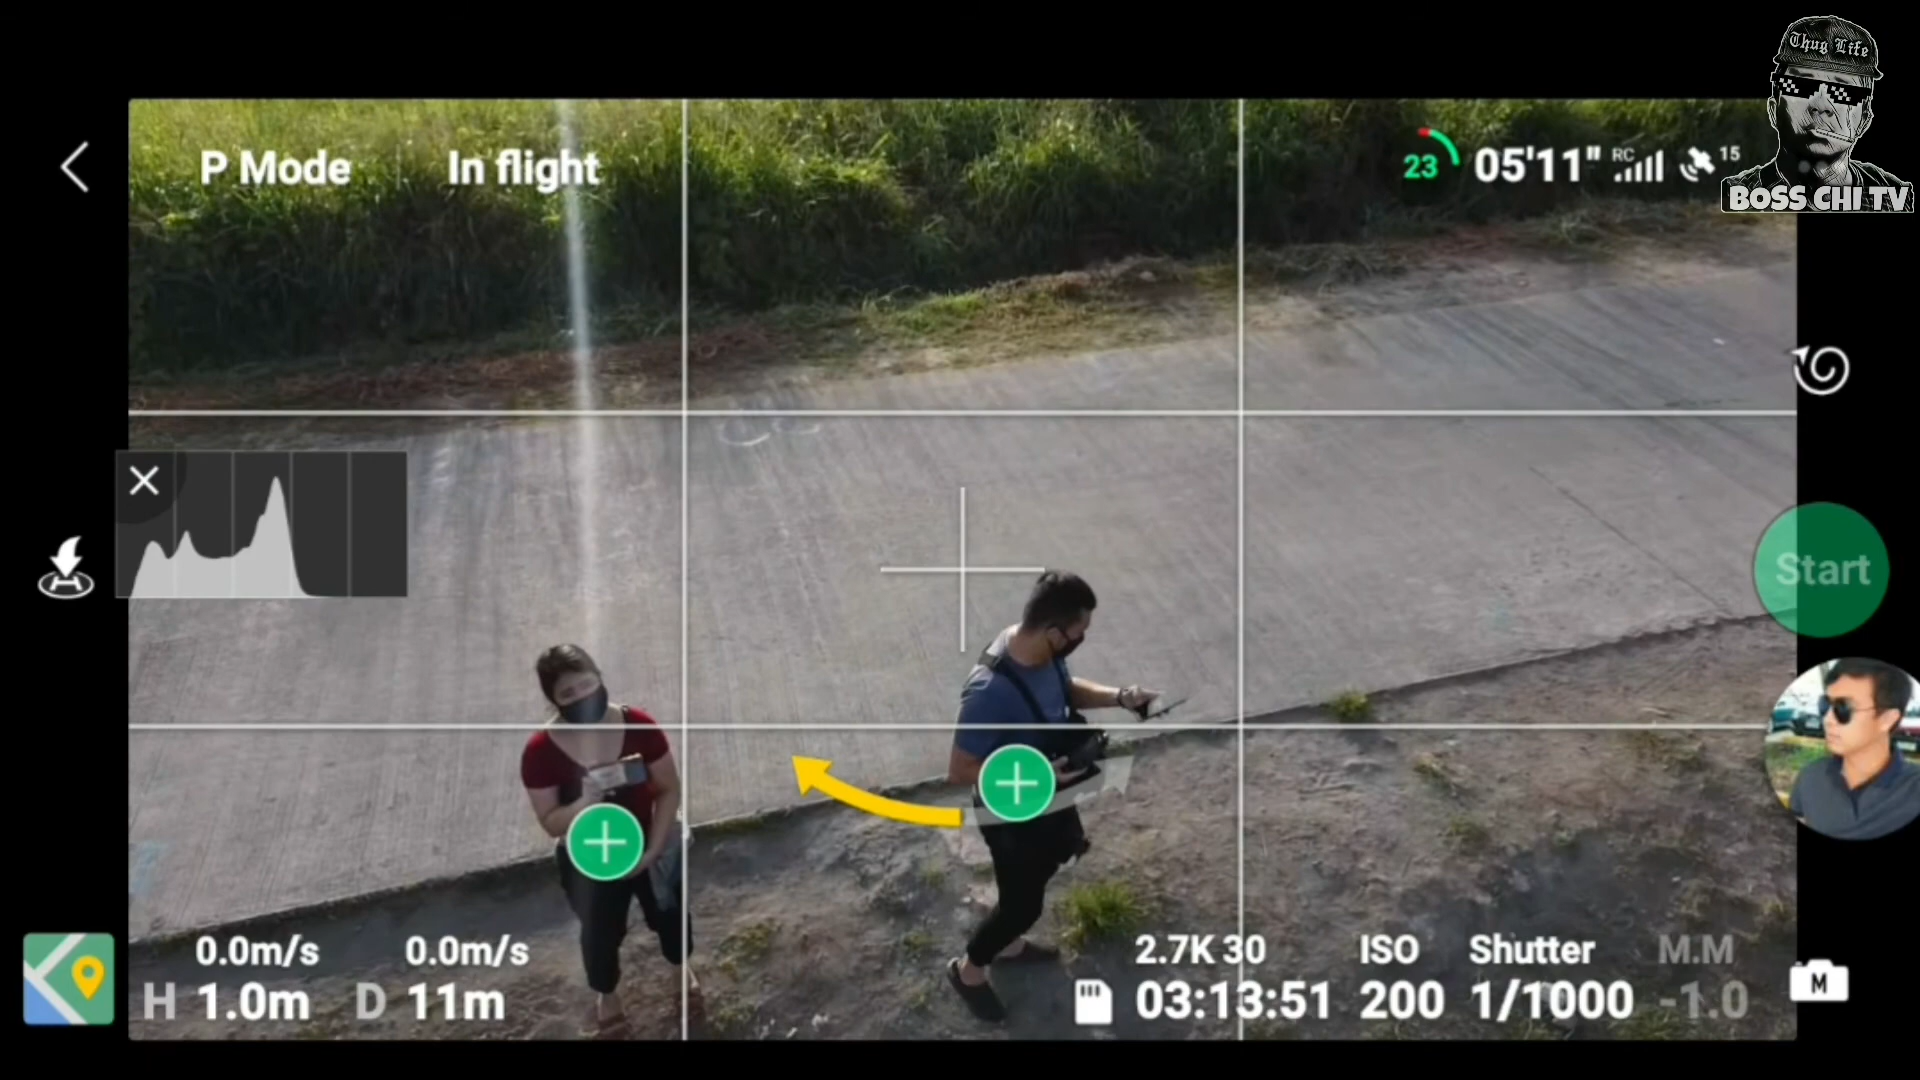 Thug Life
BOSS CHI TV
P Mode
In flight
23
05'11"
RC
15
Start
0.0m/s
0.0m/s
H 1.0m
D 11m
2.7K 30
03:13:51
ISO
200
Shutter
1/1000
M.M
-1.0
M